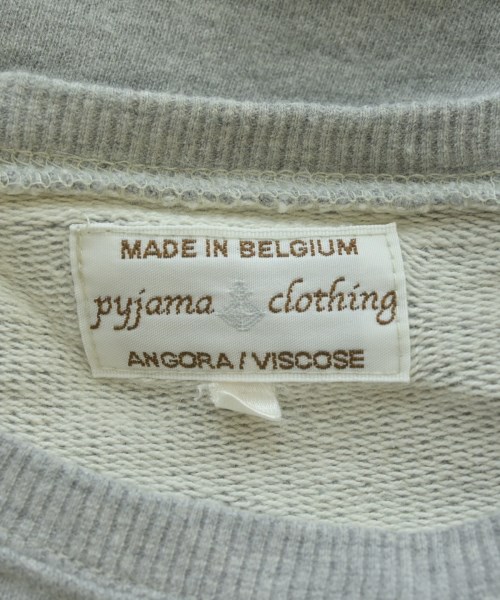 MADE IN BELGIUM
pyjama clothing
ANGORA / VISCOSE